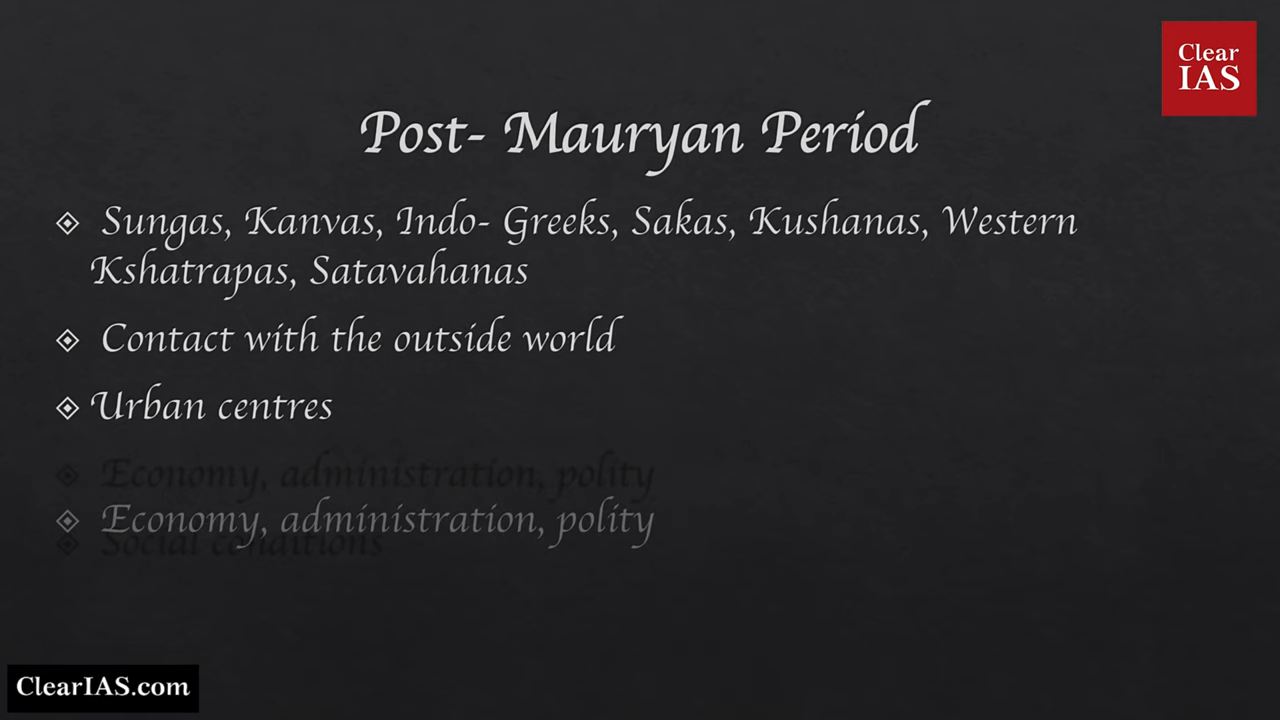 Clear
IAS
Post- Mauryan Period
Sungas, Kanvas, Indo- Greeks, Sakas, Kushanas, Western
Kshatrapas, Satavahanas
Contact with the outside world
Urban centres
Economy, administration, polity
Economy, administration, polity
Social conditions
ClearIAS.com